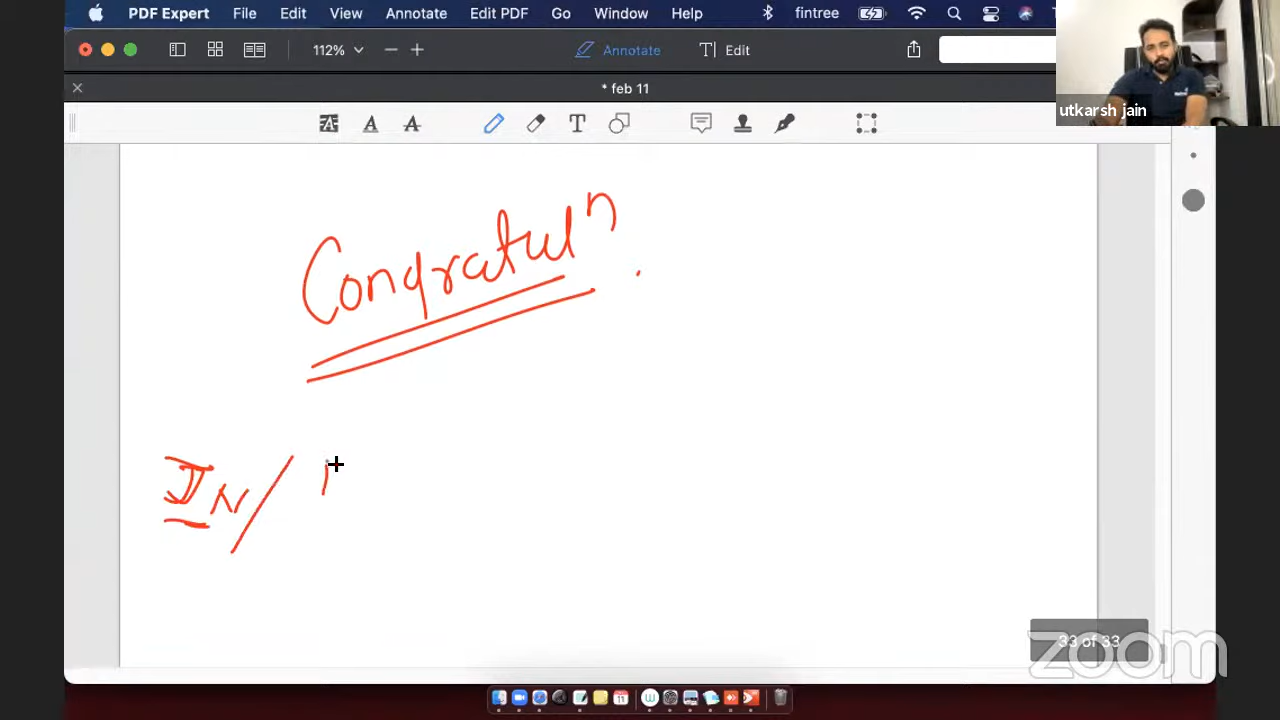 PDF Expert File Edit View Annotate Edit PDF Go Window Help fintree
112% Annotate T Edit
* feb 11
A A A T
utkarsh jain
Congratulⁿ.
33 of 33
zoom
11